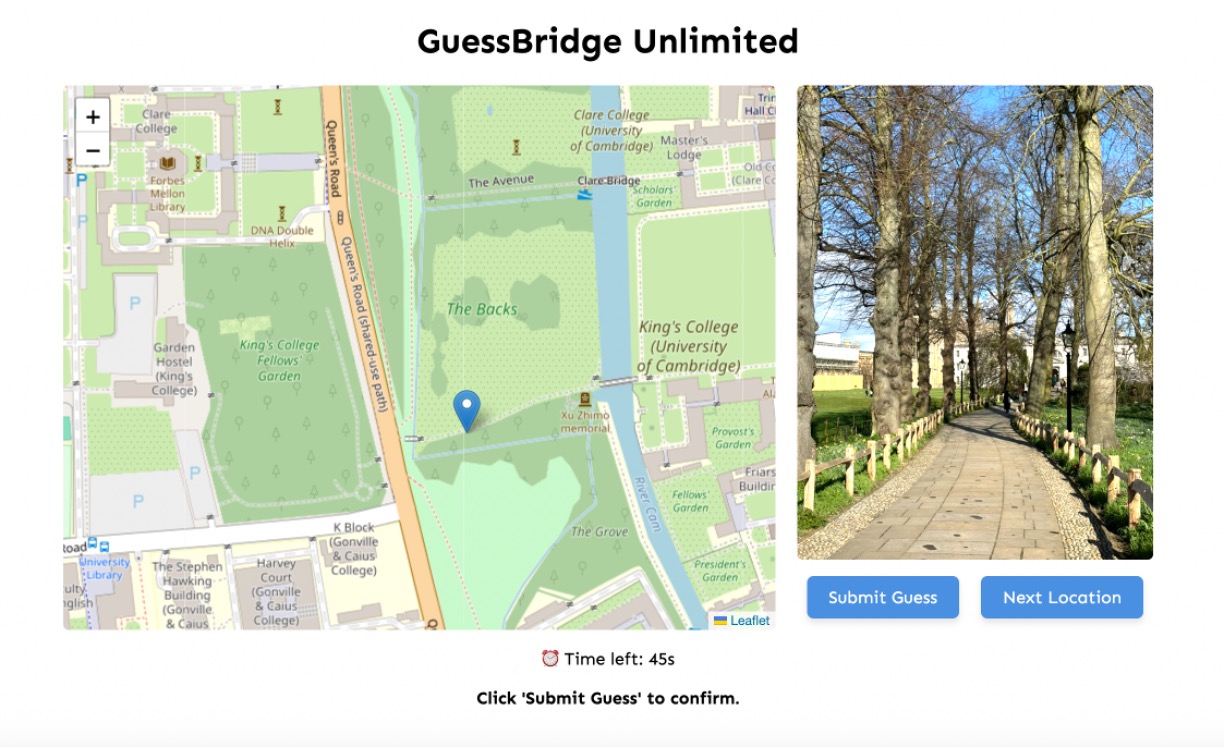 GuessBridge Unlimited
+
−
Clare
College
Forbes
Mellon
Library
DNA Double
Helix
P
P
P
P
P
Garden
Hostel
(King's
College)
King's College
Fellows'
Garden
Queen's Road
Queen's Road (shared-use path)
The Avenue
Clare Bridge
Clare College
(University
of Cambridge)
Master's
Lodge
Scholars'
Garden
Old Co
(Clare Co
Trin
Hall C
The Backs
King's College
(University
of Cambridge)
Xu Zhimo
memorial
Provost's
Garden
Friars
Buildin
Fellows'
Garden
President's
Garden
River Cam
The Grove
K Block
(Gonville
& Caius
College)
Road
University
Library
The Stephen
Hawking
Building
(Gonville
& Caius
Harvey
Court
(Gonville
& Caius
College)
Leaflet
Submit Guess
Next Location
Time left: 45s
Click 'Submit Guess' to confirm.